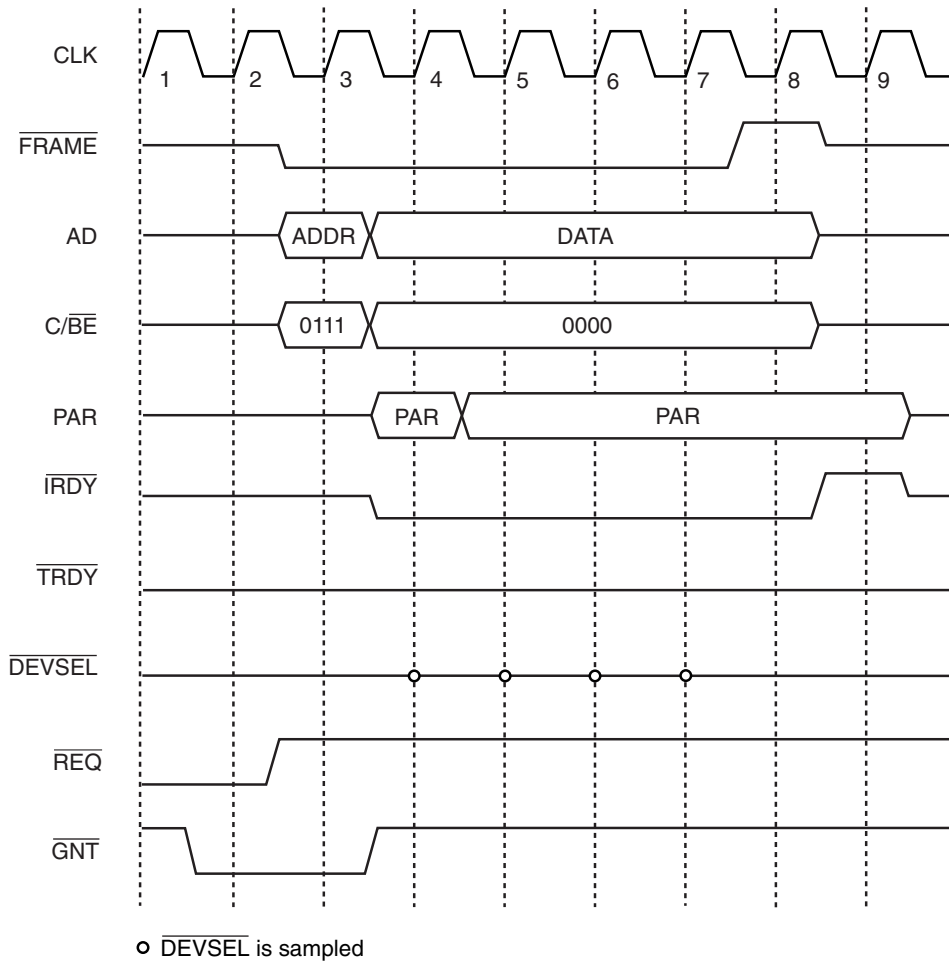 CLK
1 2 3 4 5 6 7 8 9
FRAME
AD ADDR DATA
C/BE 0111 0000
PAR PAR PAR
IRDY
TRDY
DEVSEL
REQ
GNT
DEVSEL is sampled